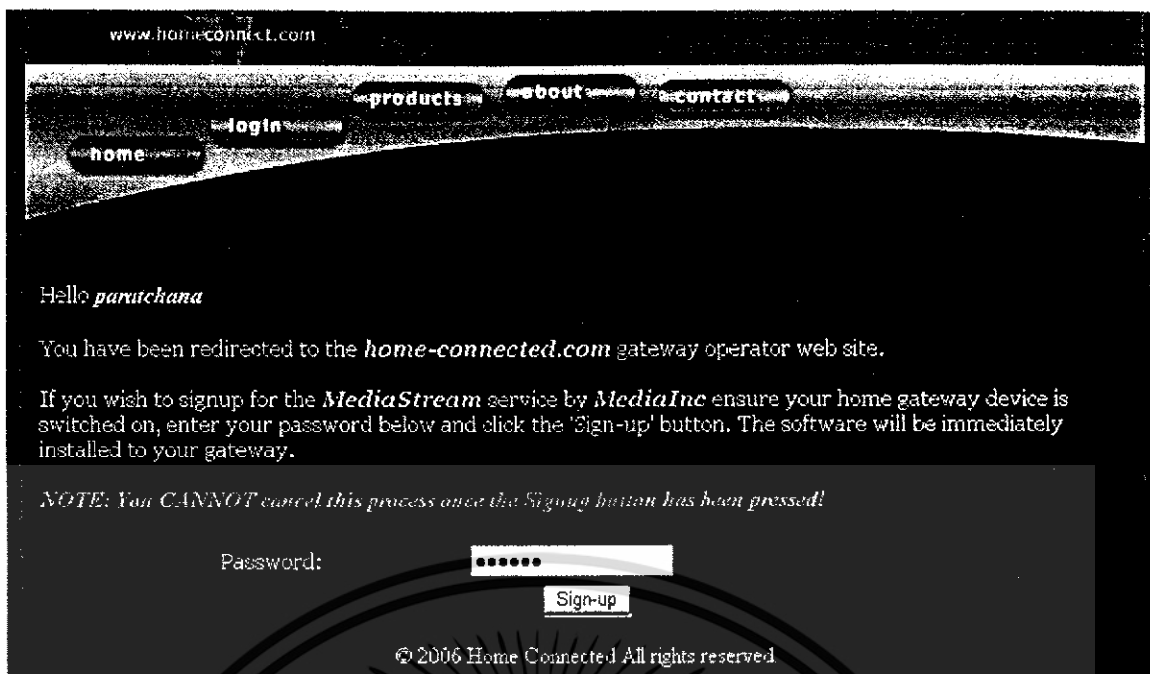 www.homeconnect.com
home
login
products
about
contact
Hello paratchana
You have been redirected to the home-connected.com gateway operator web site.
If you wish to signup for the MediaStream service by MediaInc ensure your home gateway device is
switched on, enter your password below and click the 'Sign-up' button. The software will be immediately
installed to your gateway.
NOTE: You CANNOT cancel this process once the Signup button has been pressed!
Password: ••••••
Sign-up
© 2006 Home Connected All rights reserved.